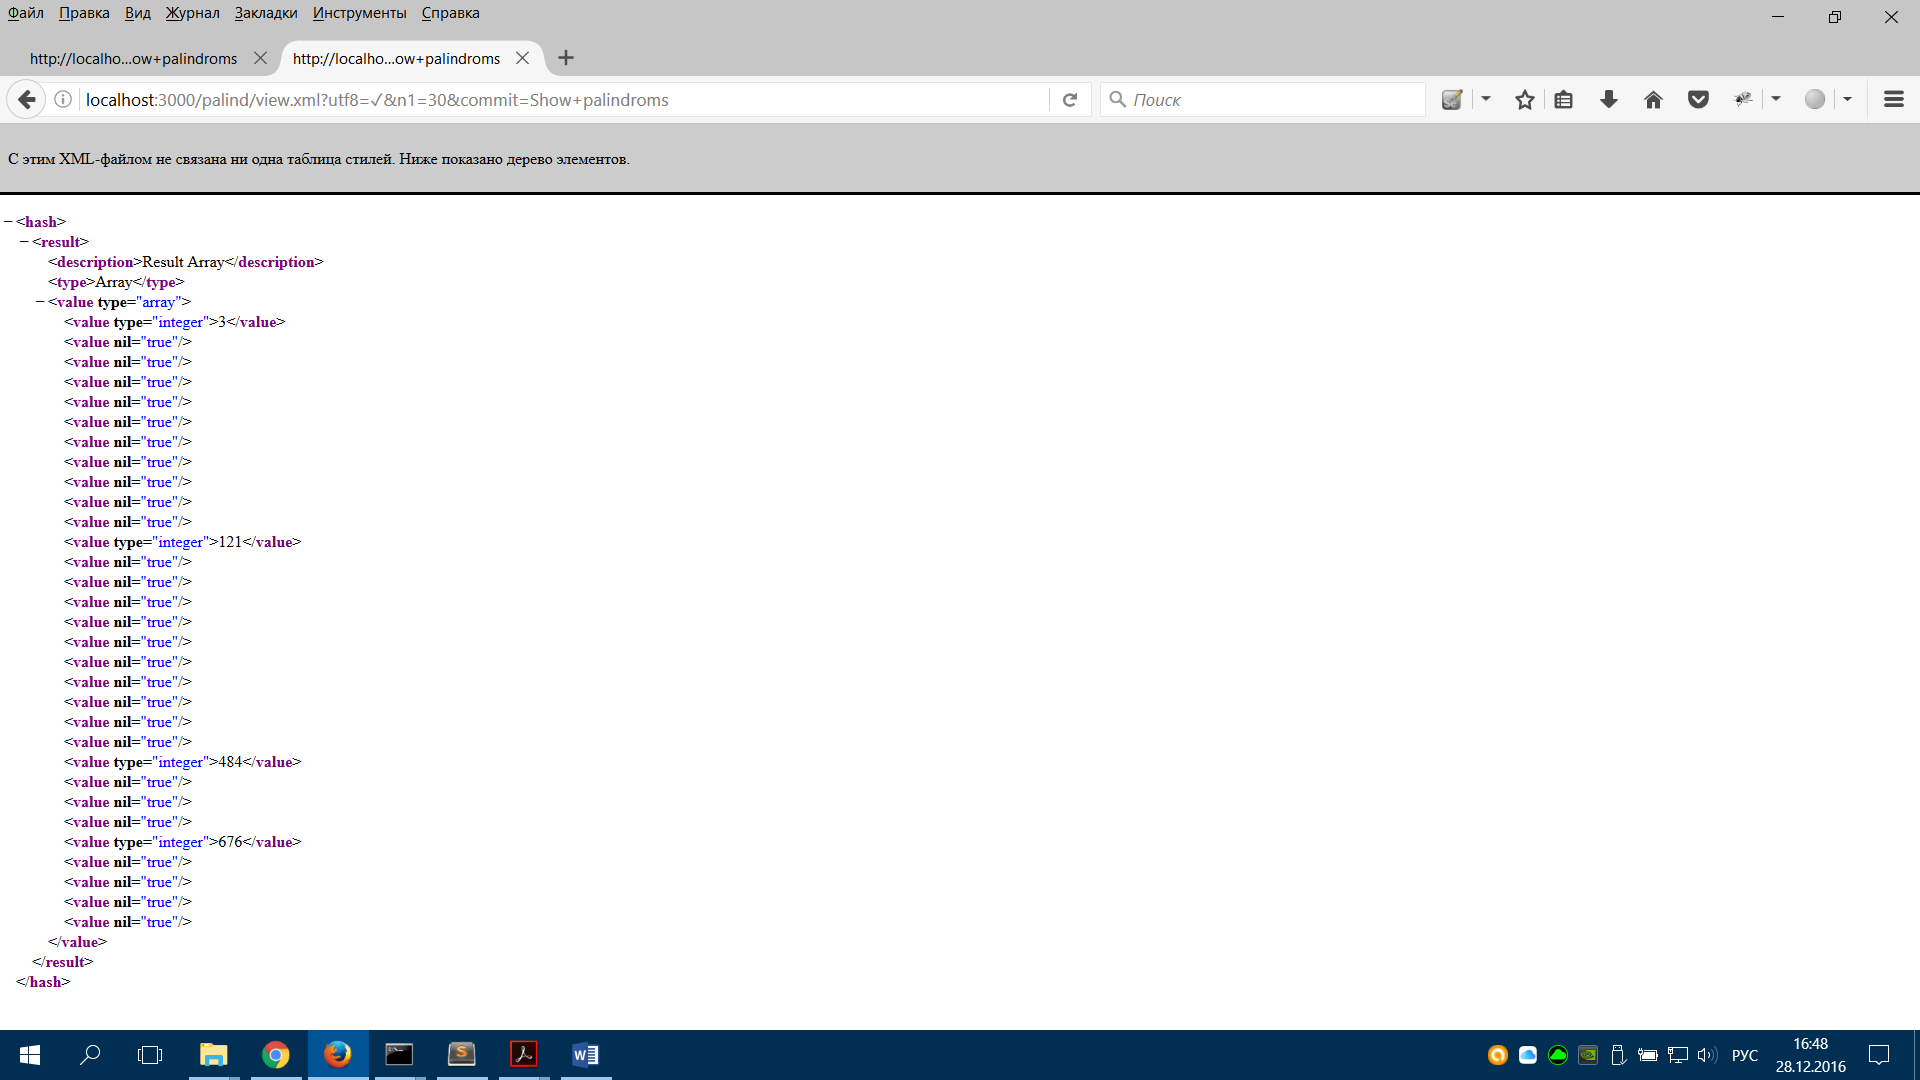 Файл Правка Вид Журнал Закладки Инструменты Справка
http://localho...ow+palindroms
http://localho...ow+palindroms
localhost:3000/palind/view.xml?utf8=✓&n1=30&commit=Show+palindroms
Поиск
С этим XML-файлом не связана ни одна таблица стилей. Ниже показано дерево элементов.
−<hash>
−<result>
<description>Result Array</description>
<type>Array</type>
−<value type="array">
<value type="integer">3</value>
<value nil="true"/>
<value nil="true"/>
<value nil="true"/>
<value nil="true"/>
<value nil="true"/>
<value nil="true"/>
<value nil="true"/>
<value nil="true"/>
<value nil="true"/>
<value nil="true"/>
<value type="integer">121</value>
<value nil="true"/>
<value nil="true"/>
<value nil="true"/>
<value nil="true"/>
<value nil="true"/>
<value nil="true"/>
<value nil="true"/>
<value nil="true"/>
<value nil="true"/>
<value nil="true"/>
<value type="integer">484</value>
<value nil="true"/>
<value nil="true"/>
<value nil="true"/>
<value type="integer">676</value>
<value nil="true"/>
<value nil="true"/>
<value nil="true"/>
<value nil="true"/>
</value>
</result>
</hash>
РУС
16:48
28.12.2016